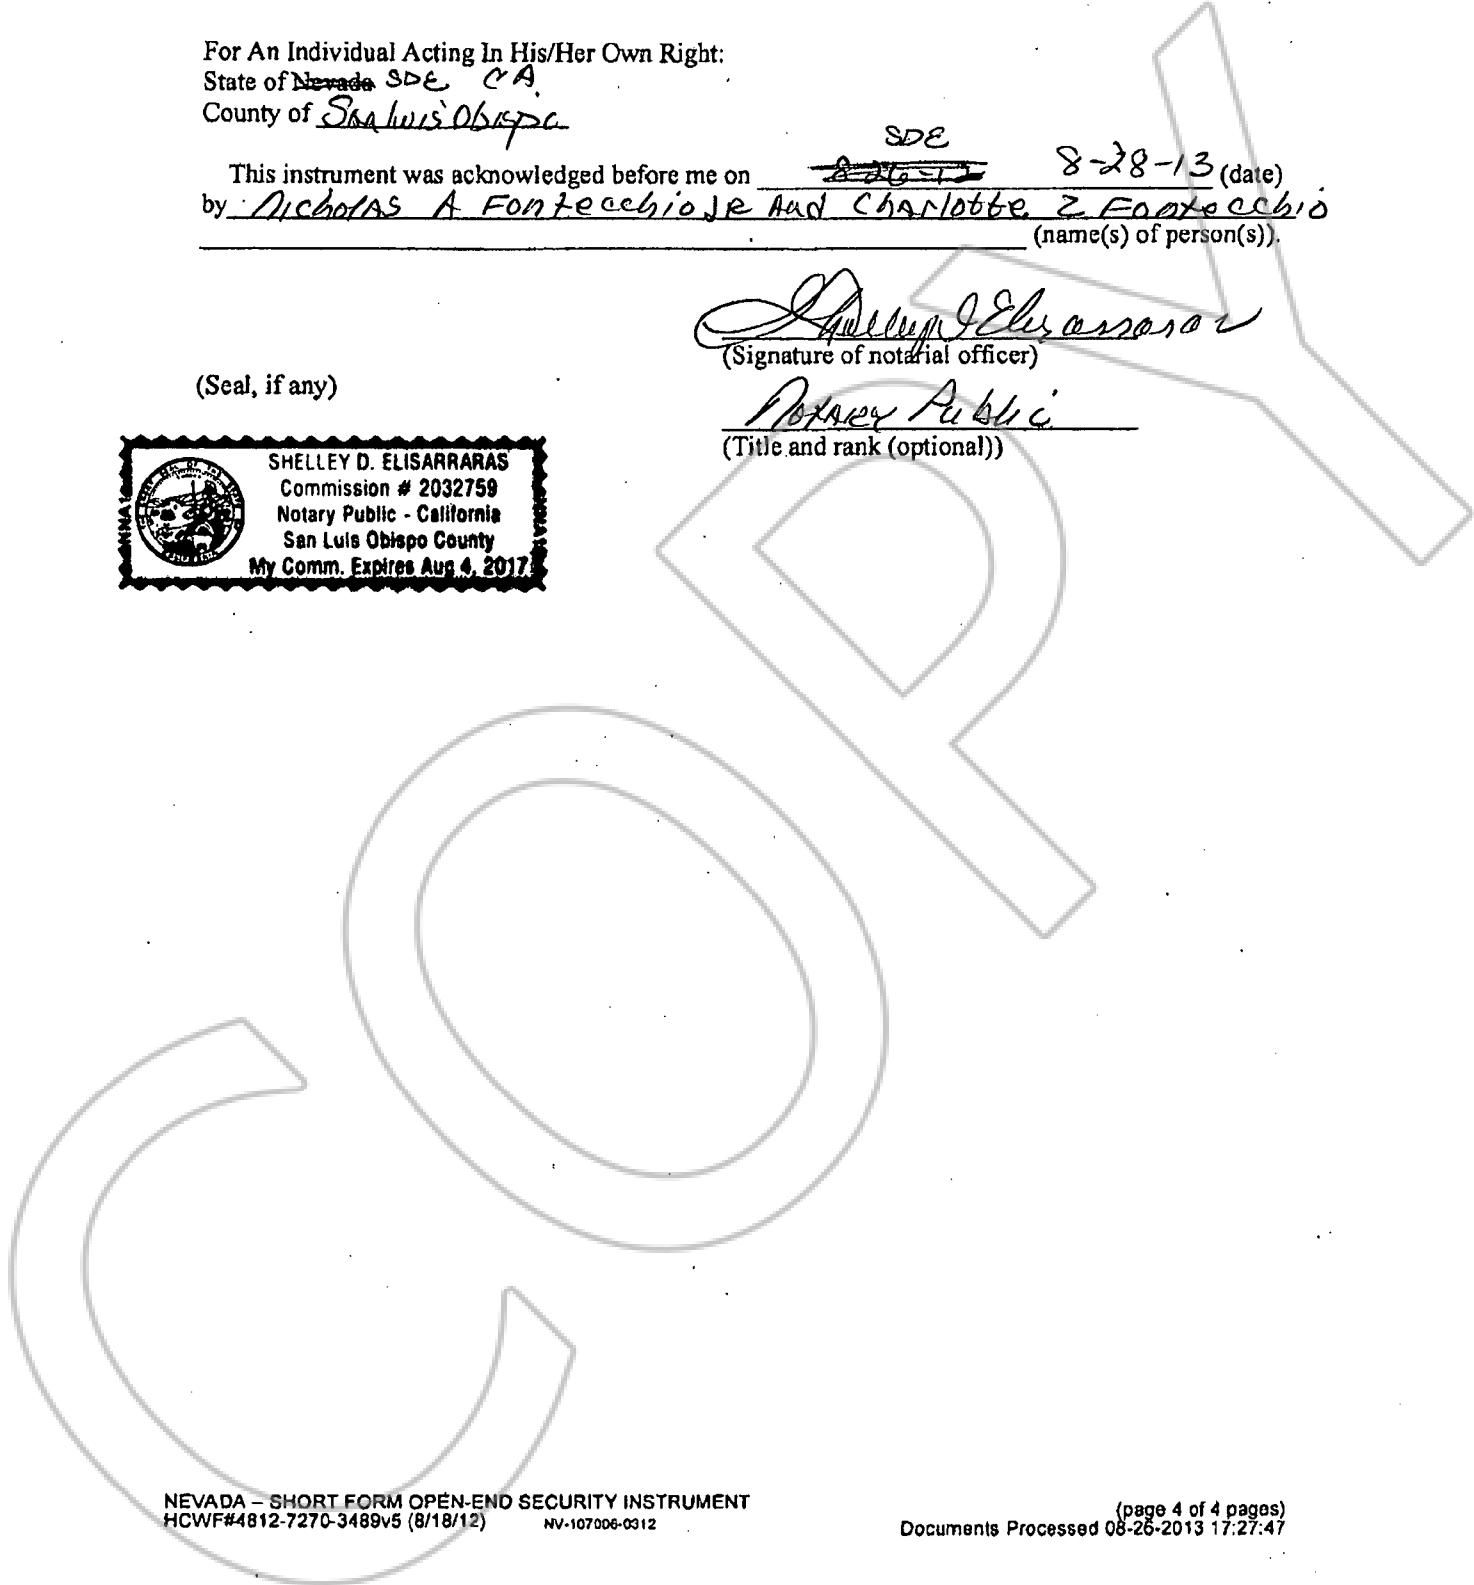 For An Individual Acting In His/Her Own Right:
State of Nevada SDE CA.
County of San Luis Obispo
SDE
This instrument was acknowledged before me on 8-26-13 8-28-13 (date)
by Nicholas A Fontecchio JR And Charlotte Z Fontecchio
(name(s) of person(s)).
Shelley D Elisarraras
(Signature of notarial officer)
(Seal, if any)
Notary Public
(Title and rank (optional))
SHELLEY D. ELISARRARAS
Commission # 2032759
Notary Public - California
San Luis Obispo County
My Comm. Expires Aug 4, 2017
COPY
NEVADA – SHORT FORM OPEN-END SECURITY INSTRUMENT
HCWF#4812-7270-3489v5 (8/18/12) NV-107006-0312
(page 4 of 4 pages)
Documents Processed 08-26-2013 17:27:47